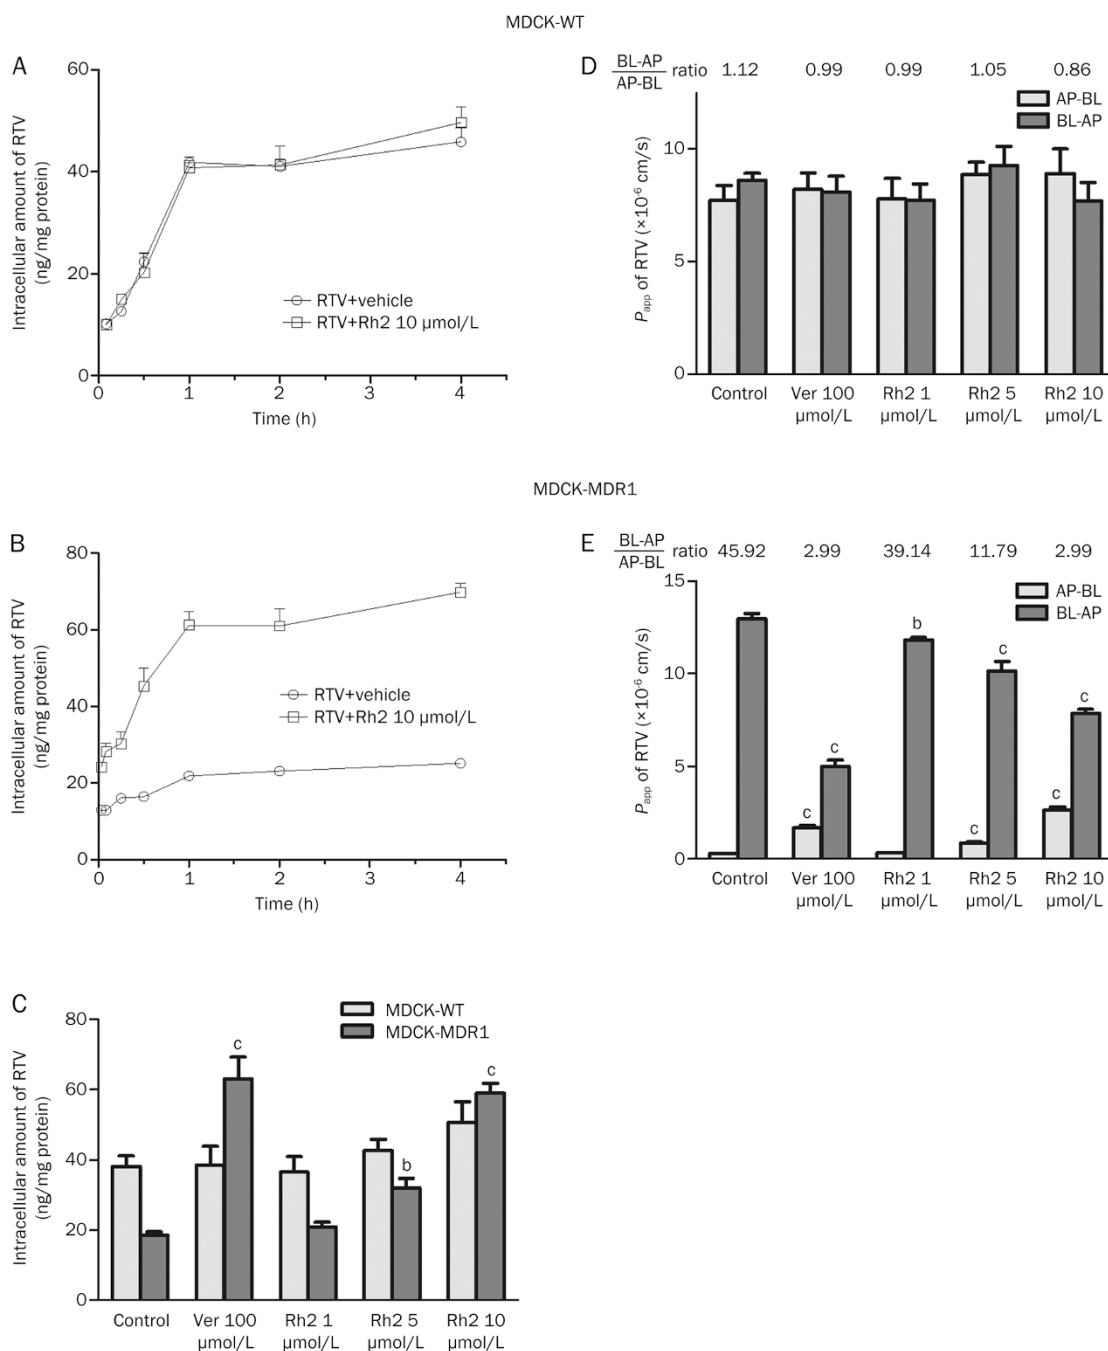 MDCK-WT
A
60
40
20
0
Intracellular amount of RTV
(ng/mg protein)
RTV+vehicle
RTV+Rh2 10 µmol/L
0 1 2 3 4
Time (h)
D
BL-AP
AP-BL
ratio 1.12 0.99 0.99 1.05 0.86
AP-BL
BL-AP
10
5
0
Papp of RTV (×10-6 cm/s)
Control Ver 100 Rh2 1 Rh2 5 Rh2 10
µmol/L µmol/L µmol/L µmol/L
MDCK-MDR1
B
80
60
40
20
0
Intracellular amount of RTV
(ng/mg protein)
RTV+vehicle
RTV+Rh2 10 µmol/L
0 1 2 3 4
Time (h)
E
BL-AP
AP-BL
ratio 45.92 2.99 39.14 11.79 2.99
15
10
5
0
Papp of RTV (×10-6 cm/s)
AP-BL
BL-AP
b
c
c
c
c
c
c
Control Ver 100 Rh2 1 Rh2 5 Rh2 10
µmol/L µmol/L µmol/L µmol/L
C
80
60
40
20
0
Intracellular amount of RTV
(ng/mg protein)
MDCK-WT
MDCK-MDR1
c
b
c
Control Ver 100 Rh2 1 Rh2 5 Rh2 10
µmol/L µmol/L µmol/L µmol/L